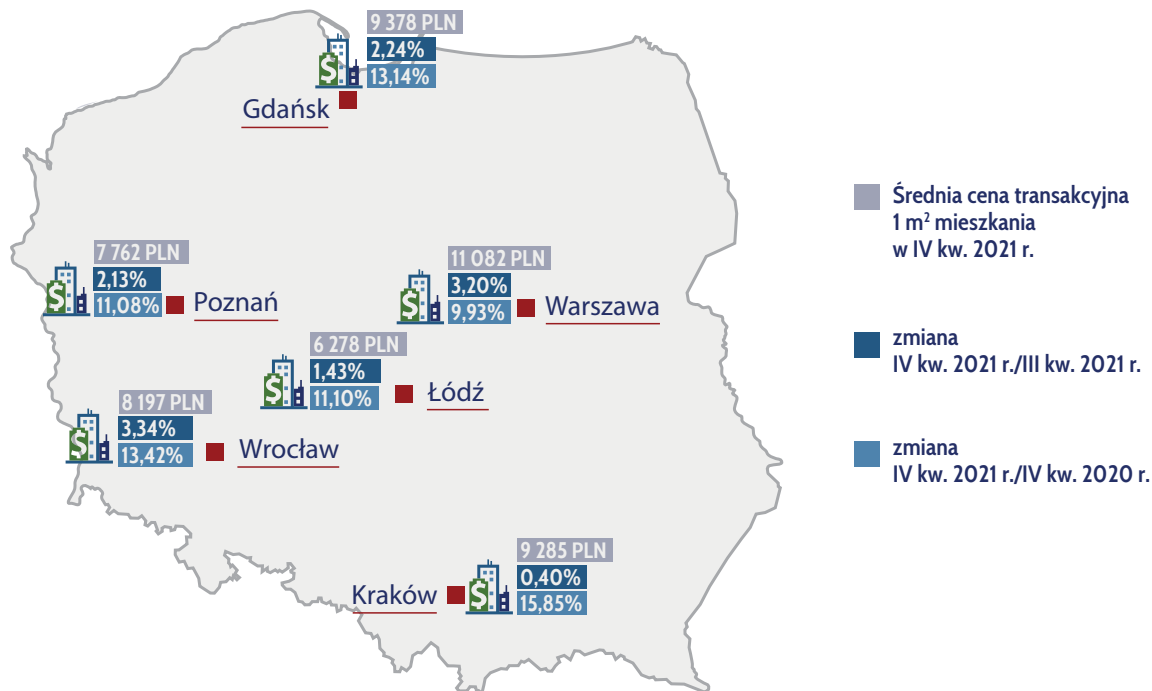 9 378 PLN
2,24%
13,14%
Gdańsk
7 762 PLN
2,13%
11,08%
Poznań
11 082 PLN
3,20%
9,93%
Warszawa
6 278 PLN
1,43%
11,10%
Łódź
8 197 PLN
3,34%
13,42%
Wrocław
9 285 PLN
0,40%
15,85%
Kraków
Średnia cena transakcyjna
1 m² mieszkania
w IV kw. 2021 r.
zmiana
IV kw. 2021 r./III kw. 2021 r.
zmiana
IV kw. 2021 r./IV kw. 2020 r.